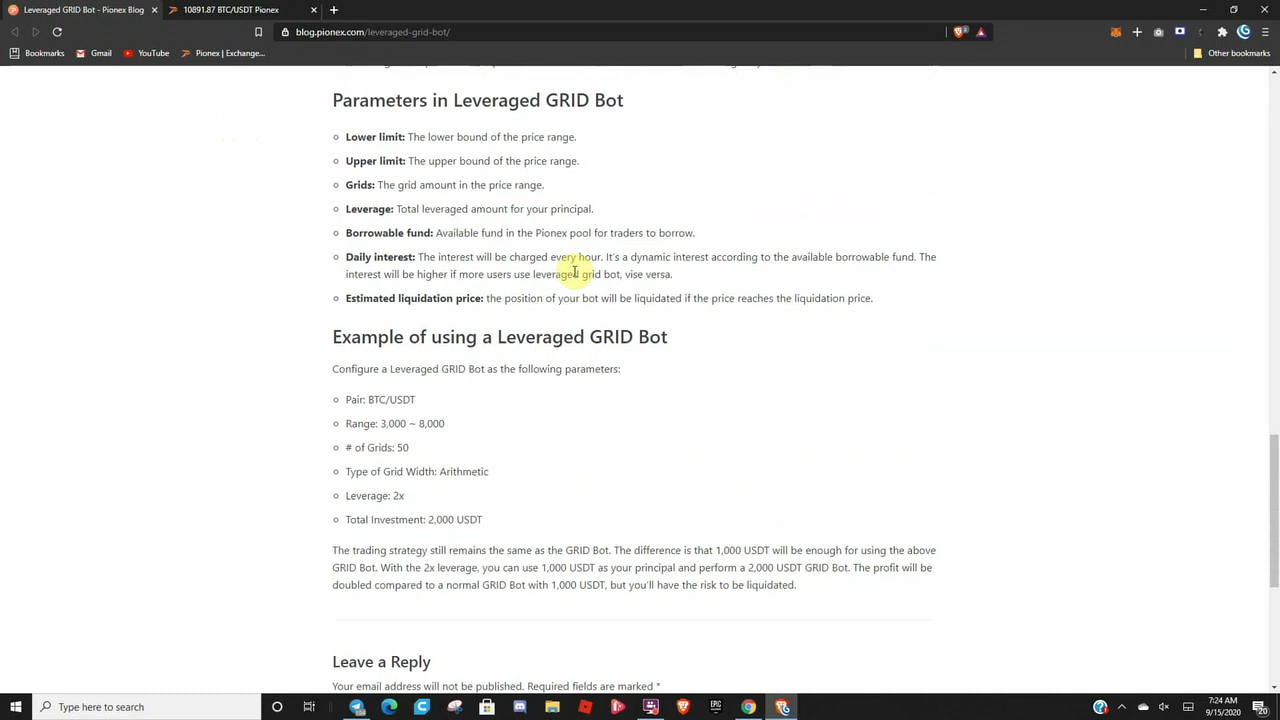 Leveraged GRID Bot - Pionex Blog
10891.87 BTC/USDT Pionex
blog.pionex.com/leveraged-grid-bot/
Bookmarks
Gmail
YouTube
Pionex | Exchange...
Other bookmarks
Parameters in Leveraged GRID Bot
Lower limit: The lower bound of the price range.
Upper limit: The upper bound of the price range.
Grids: The grid amount in the price range.
Leverage: Total leveraged amount for your principal.
Borrowable fund: Available fund in the Pionex pool for traders to borrow.
Daily interest: The interest will be charged every hour. It's a dynamic interest according to the available borrowable fund. The
interest will be higher if more users use leveraged grid bot, vise versa.
Estimated liquidation price: the position of your bot will be liquidated if the price reaches the liquidation price.
Example of using a Leveraged GRID Bot
Configure a Leveraged GRID Bot as the following parameters:
Pair: BTC/USDT
Range: 3,000 ~ 8,000
# of Grids: 50
Type of Grid Width: Arithmetic
Leverage: 2x
Total Investment: 2,000 USDT
The trading strategy still remains the same as the GRID Bot. The difference is that 1,000 USDT will be enough for using the above
GRID Bot. With the 2x leverage, you can use 1,000 USDT as your principal and perform a 2,000 USDT GRID Bot. The profit will be
doubled compared to a normal GRID Bot with 1,000 USDT, but you'll have the risk to be liquidated.
Leave a Reply
Your email address will not be published. Required fields are marked *
Type here to search
EPIC
7:24 AM
9/15/2020
20